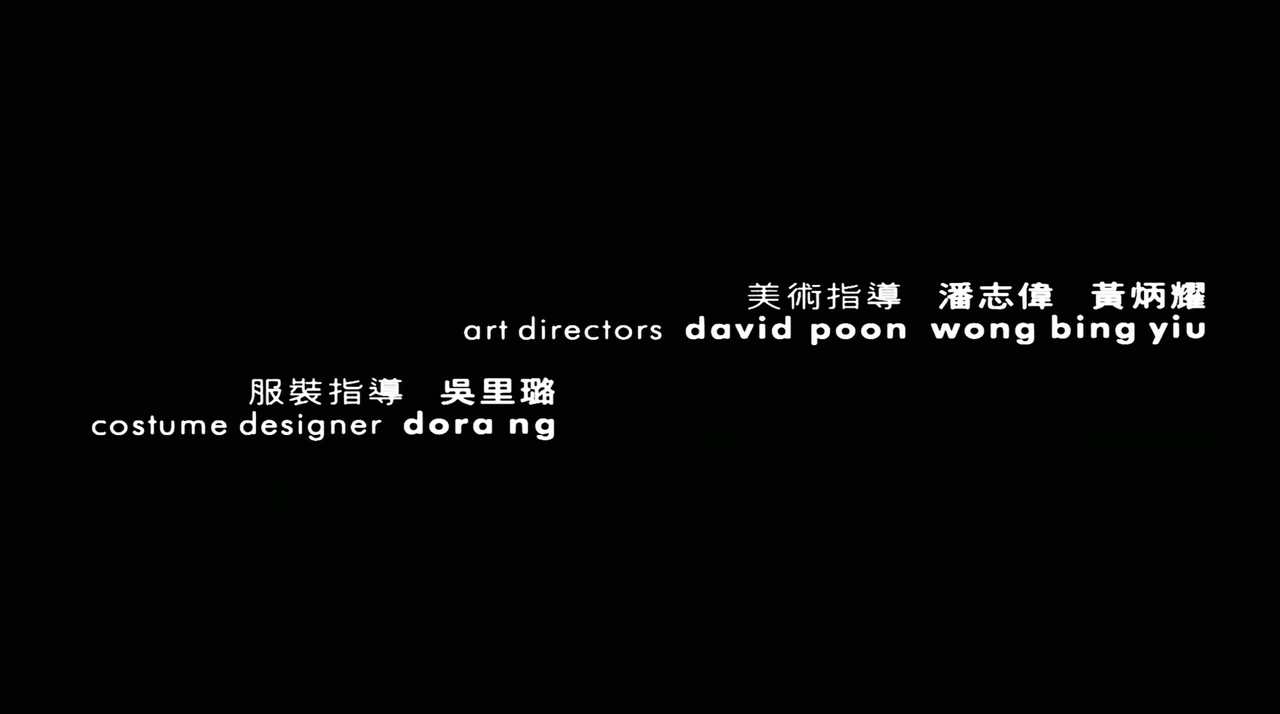 美術指導 潘志偉 黃炳耀
art directors david poon wong bing yiu
服裝指導 吳里璐
costume designer dora ng